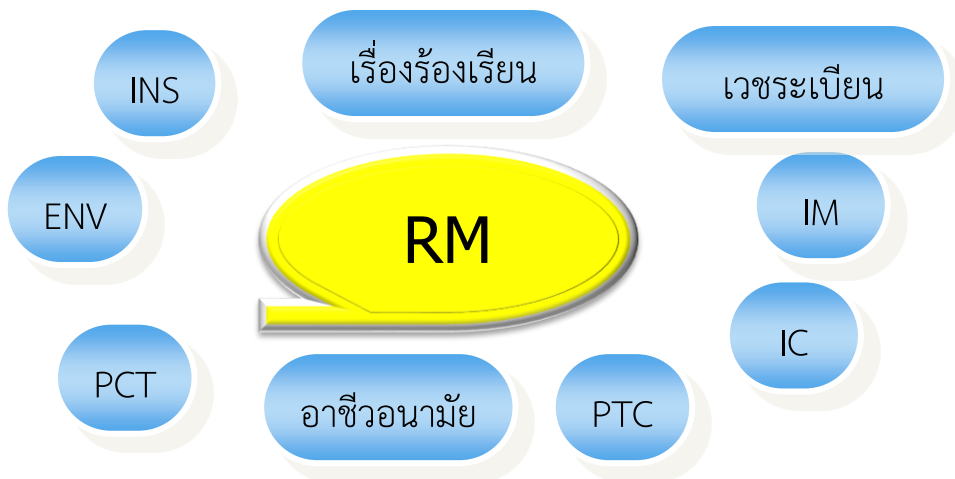 เรื่องร้องเรียน
INS
เวชระเบียน
ENV
RM
IM
IC
PCT
อาชีวอนามัย
PTC